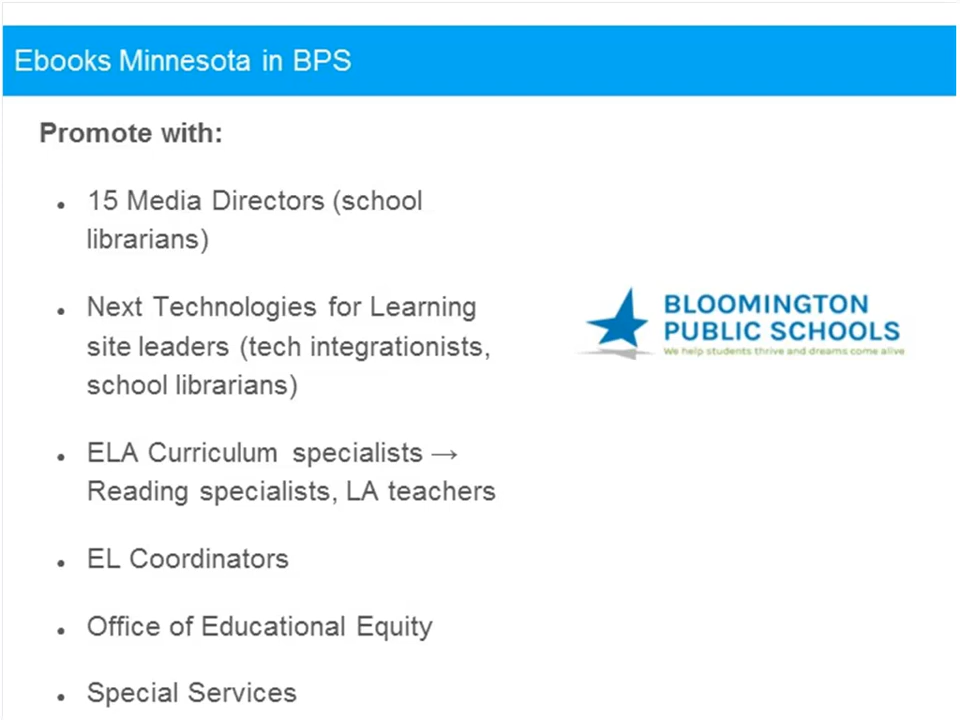 Ebooks Minnesota in BPS
Promote with:
• 15 Media Directors (school
librarians)
• Next Technologies for Learning
site leaders (tech integrationists,
school librarians)
• ELA Curriculum specialists →
Reading specialists, LA teachers
• EL Coordinators
• Office of Educational Equity
• Special Services
BLOOMINGTON
PUBLIC SCHOOLS
We help students thrive and dreams come alive